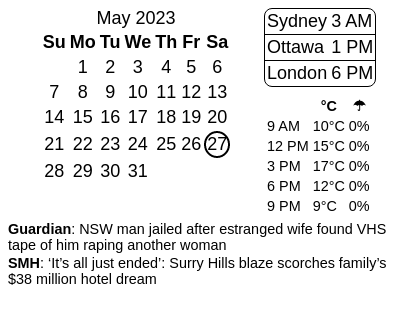 May 2023
Su Mo Tu We Th Fr Sa
1 2 3 4 5 6
7 8 9 10 11 12 13
14 15 16 17 18 19 20
21 22 23 24 25 26 27
28 29 30 31
Sydney 3 AM
Ottawa 1 PM
London 6 PM
°C ☂
9 AM 10°C 0%
12 PM 15°C 0%
3 PM 17°C 0%
6 PM 12°C 0%
9 PM 9°C 0%
Guardian: NSW man jailed after estranged wife found VHS
tape of him raping another woman
SMH: ‘It’s all just ended’: Surry Hills blaze scorches family’s
$38 million hotel dream